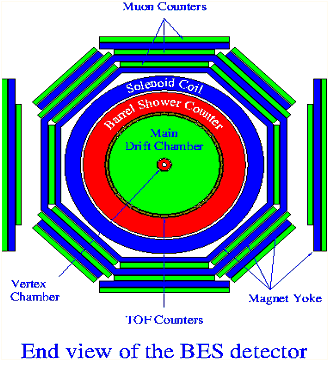 Muon Counters
Solenoid Coil
Barrel Shower Counter
Main
Drift Chamber
Vertex
Chamber
Magnet Yoke
TOF Counters
End view of the BES detector